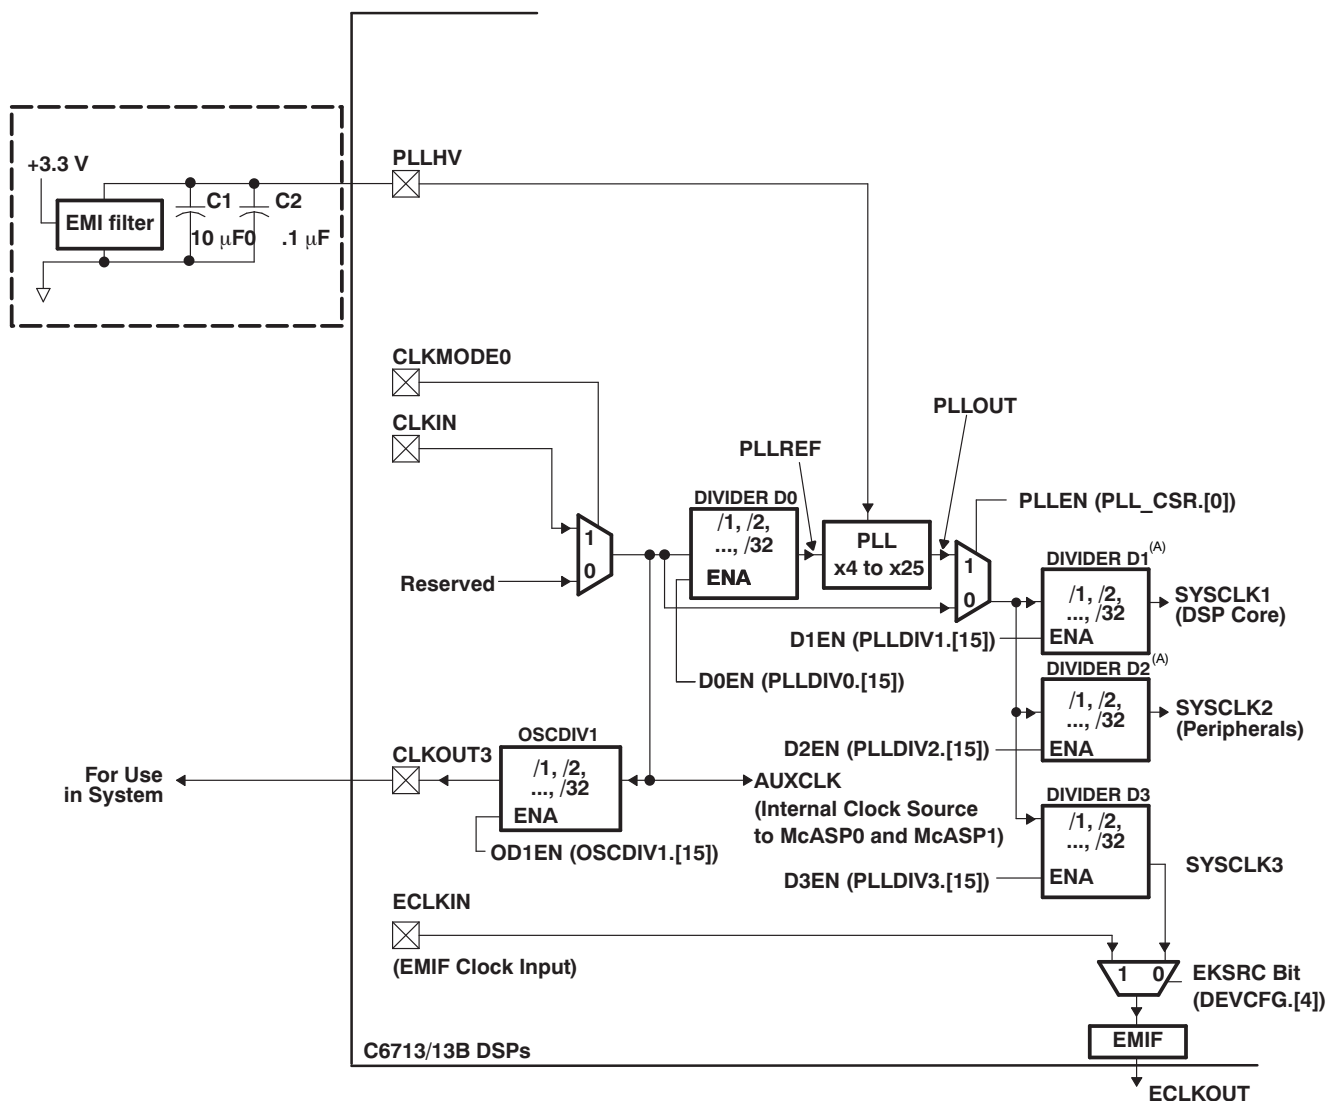 +3.3 V
EMI filter
C1
C2
10 μF0
.1 μF
PLLHV
CLKMODE0
CLKIN
Reserved
1
0
PLLREF
PLLOUT
DIVIDER D0
/1, /2,
..., /32
ENA
PLL
x4 to x25
PLLEN (PLL_CSR.[0])
1
0
DIVIDER D1(A)
/1, /2,
..., /32
ENA
SYSCLK1
(DSP Core)
D1EN (PLLDIV1.[15])
D0EN (PLLDIV0.[15])
DIVIDER D2(A)
/1, /2,
..., /32
ENA
SYSCLK2
(Peripherals)
D2EN (PLLDIV2.[15])
For Use
in System
CLKOUT3
OSCDIV1
/1, /2,
..., /32
ENA
OD1EN (OSCDIV1.[15])
AUXCLK
(Internal Clock Source
to McASP0 and McASP1)
DIVIDER D3
/1, /2,
..., /32
ENA
SYSCLK3
D3EN (PLLDIV3.[15])
ECLKIN
(EMIF Clock Input)
1 0
EKSRC Bit
(DEVCFG.[4])
EMIF
C6713/13B DSPs
ECLKOUT